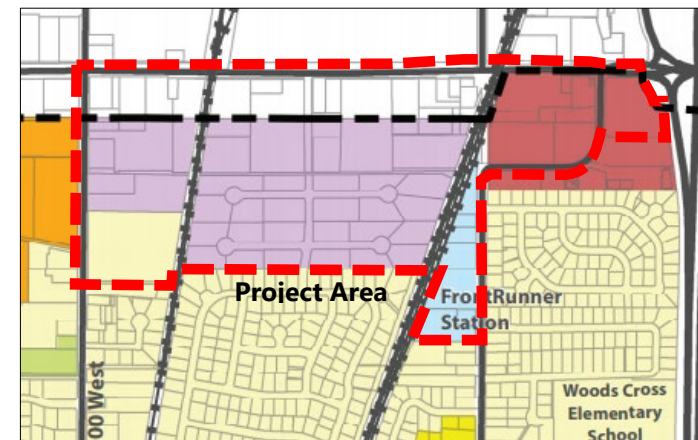 Project Area
FrontRunner
Station
00 West
Woods Cross
Elementary
School